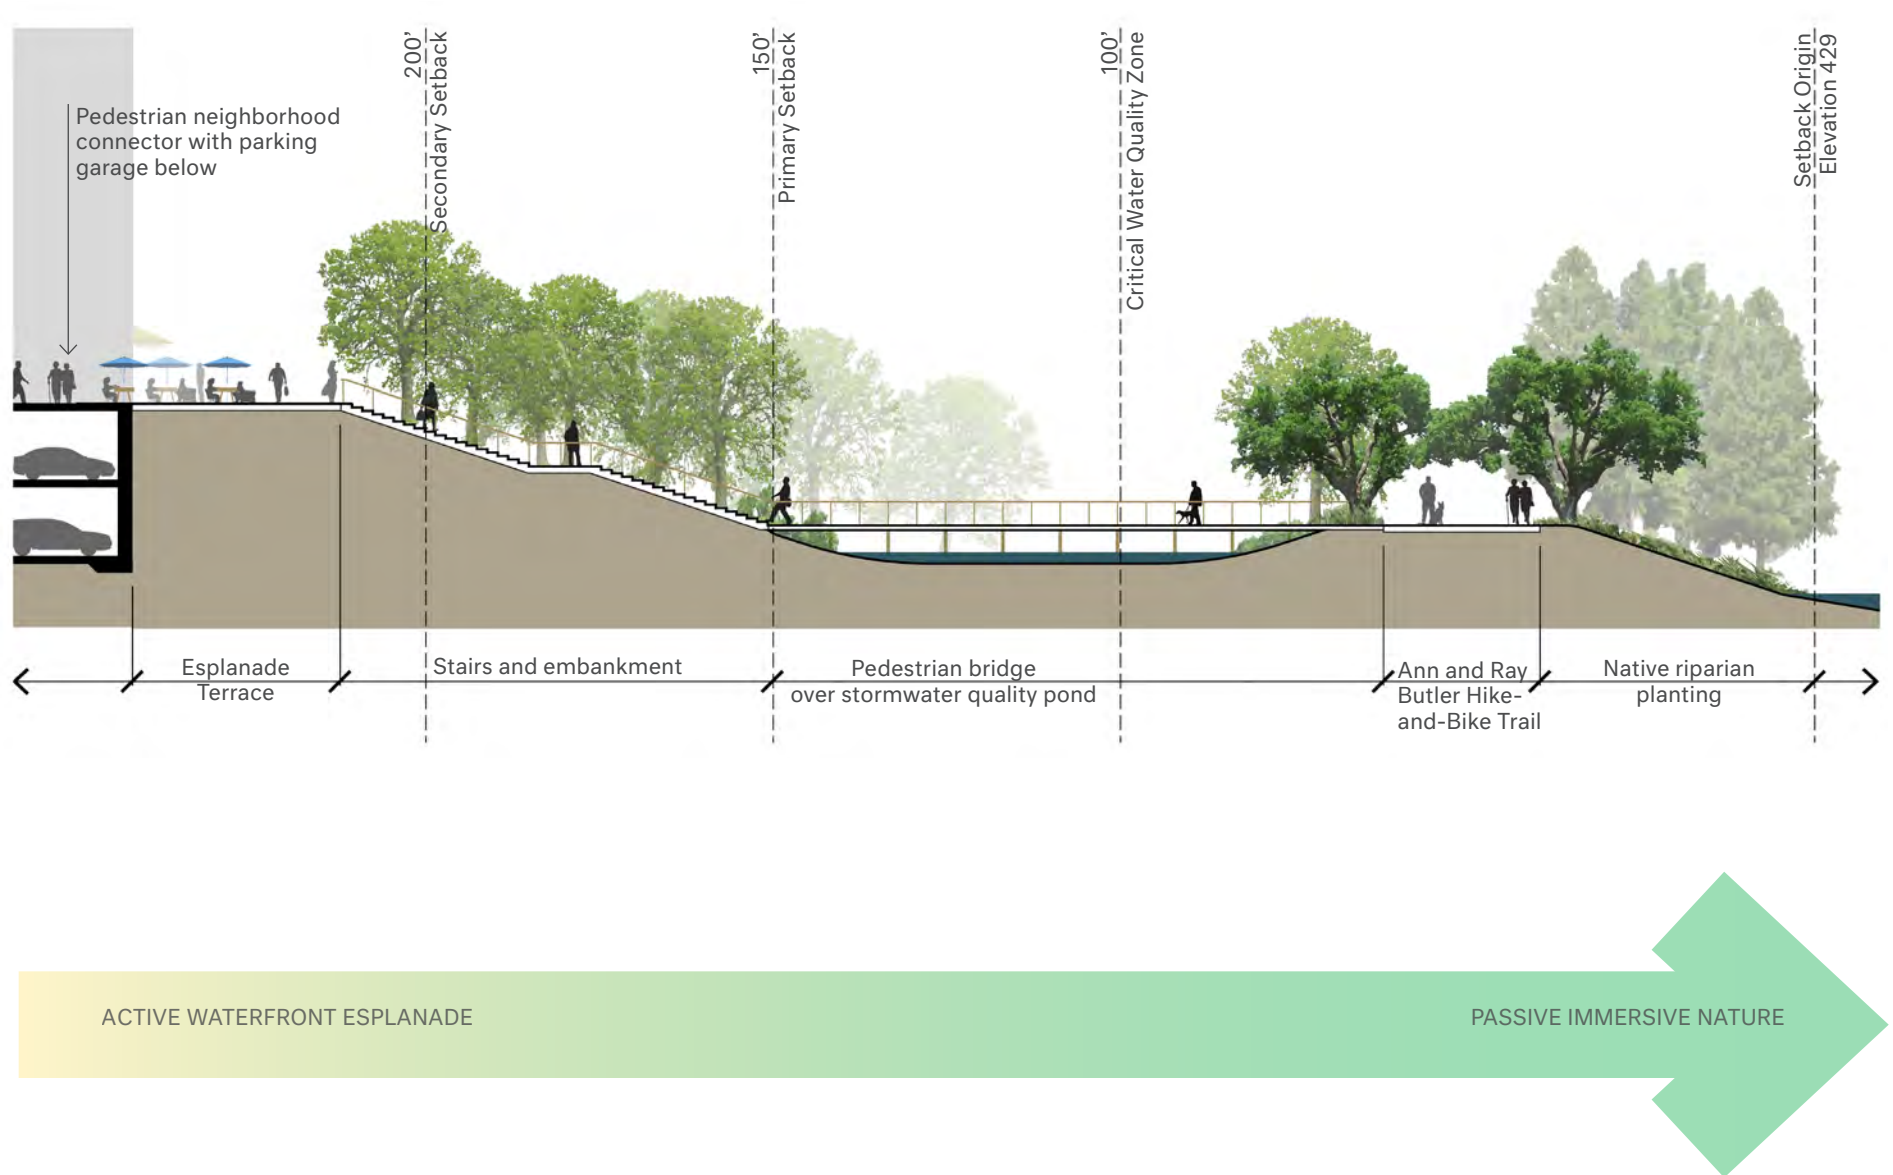 200’
Secondary Setback
150’
Primary Setback
100’
Critical Water Quality Zone
Setback Origin
Elevation 429
Pedestrian neighborhood
connector with parking
garage below
Esplanade
Terrace
Stairs and embankment
Pedestrian bridge
over stormwater quality pond
Ann and Ray
Butler Hike-
and-Bike Trail
Native riparian
planting
ACTIVE WATERFRONT ESPLANADE
PASSIVE IMMERSIVE NATURE